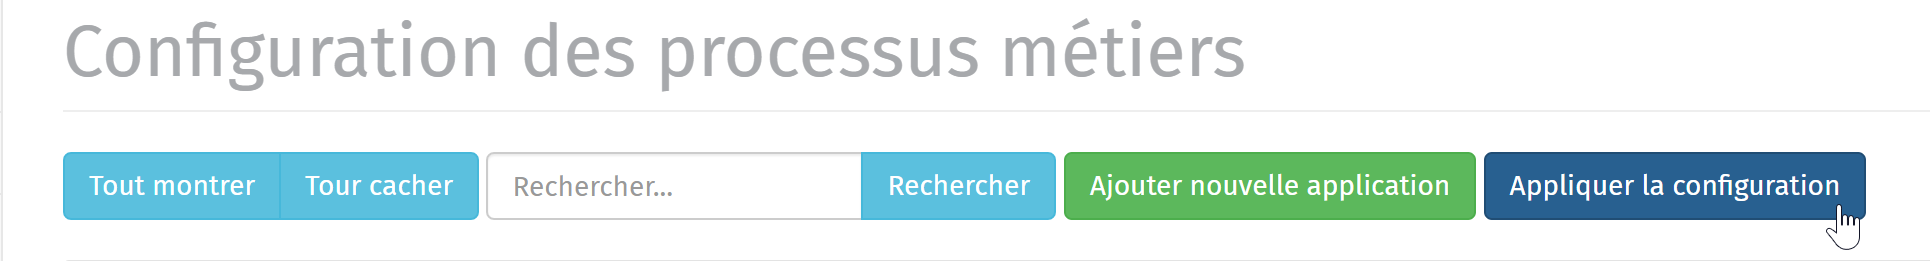 Configuration des processus métiers
Tout montrer Tour cacher Rechercher... Rechercher Ajouter nouvelle application Appliquer la configuration